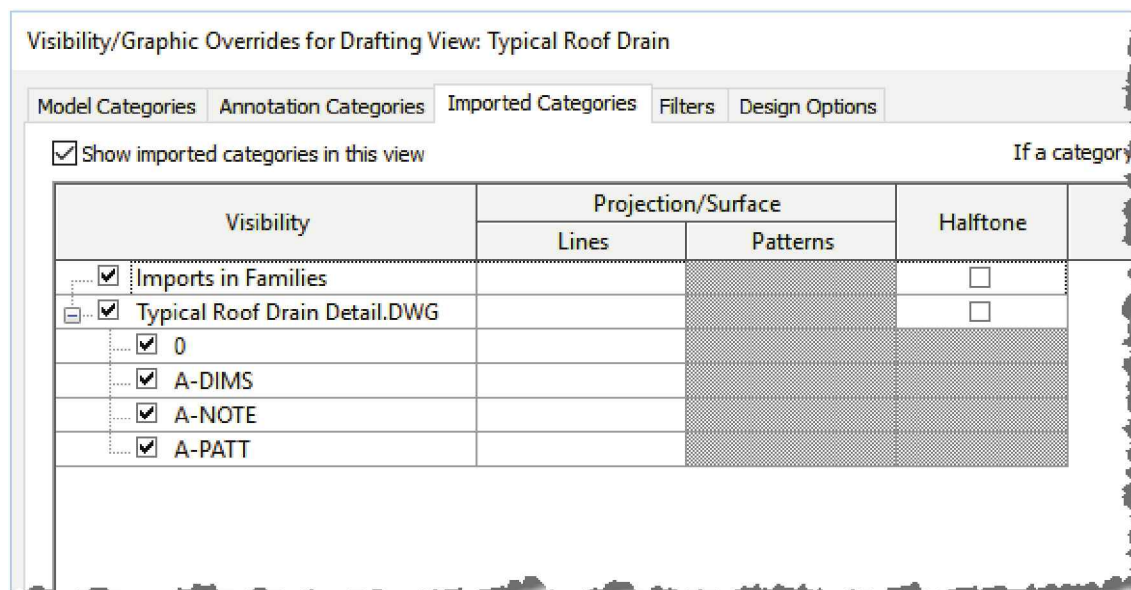 Visibility/Graphic Overrides for Drafting View: Typical Roof Drain
Model Categories Annotation Categories Imported Categories Filters Design Options
Show imported categories in this view If a category
Visibility Projection/Surface Halftone
Lines Patterns
Imports in Families
Typical Roof Drain Detail.DWG
0
A-DIMS
A-NOTE
A-PATT